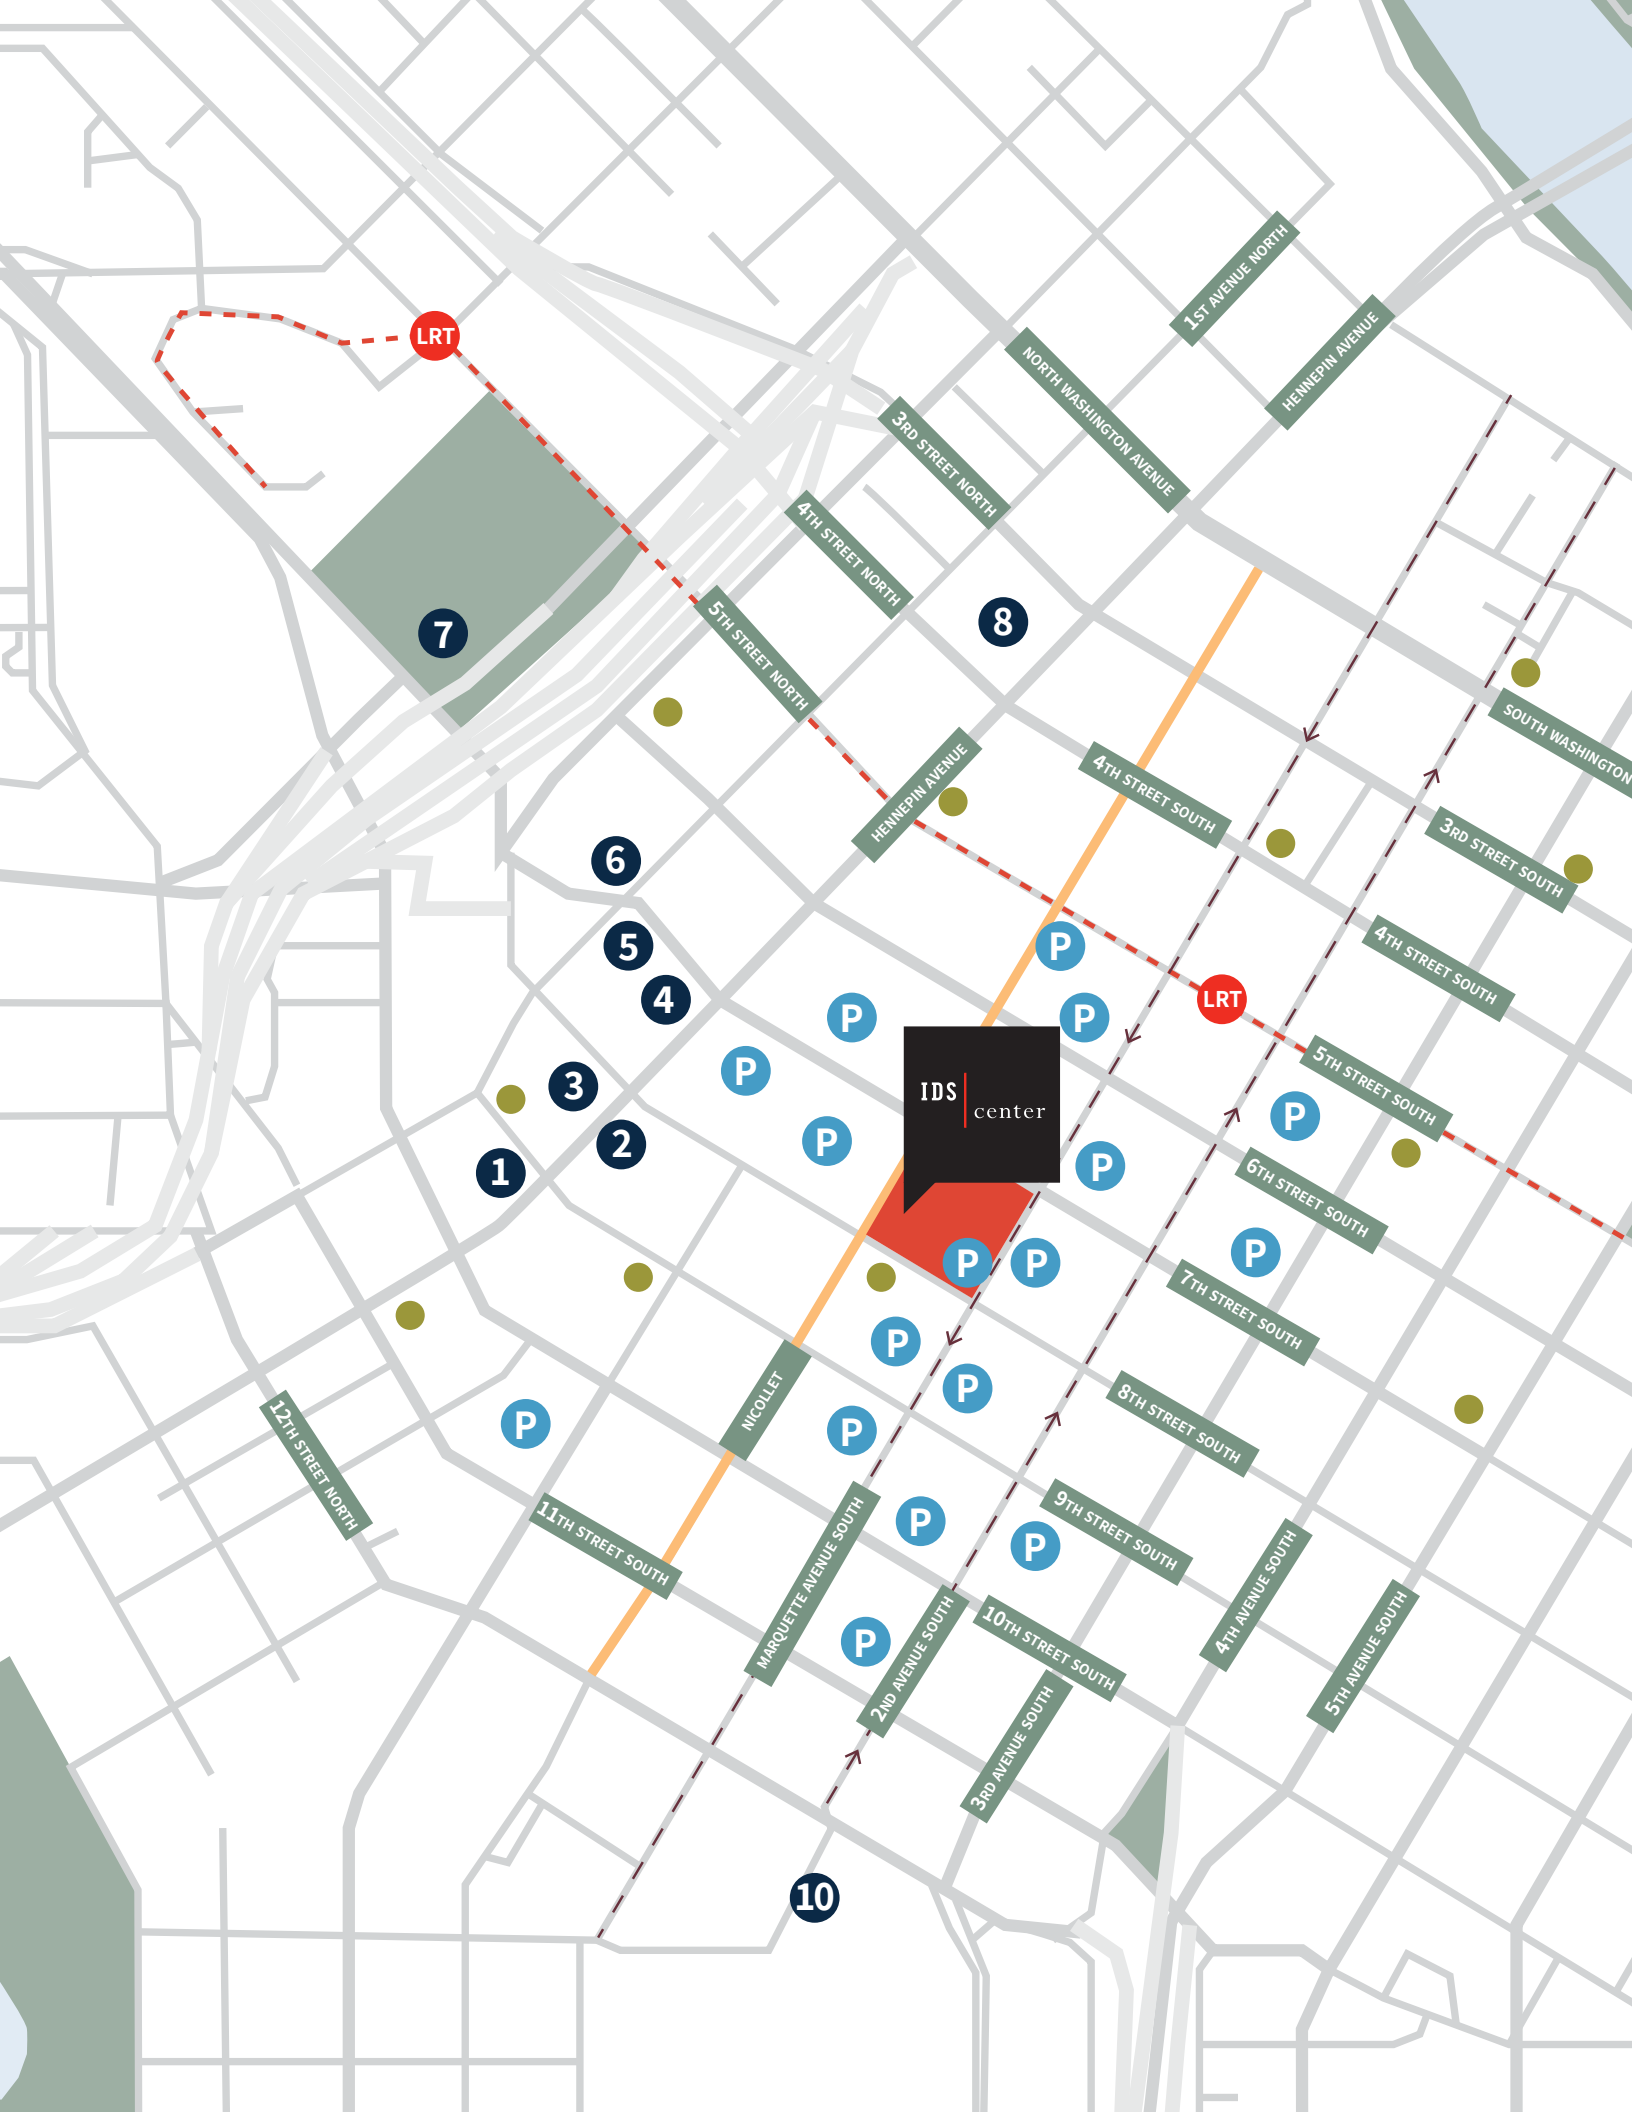 1ST AVENUE NORTH
HENNEPIN AVENUE
LRT
NORTH WASHINGTON AVENUE
3RD STREET NORTH
4TH STREET NORTH
5TH STREET NORTH
7
8
SOUTH WASHINGTON
HENNEPIN AVENUE
4TH STREET SOUTH
3RD STREET SOUTH
6
5
4
P
4TH STREET SOUTH
LRT
P
P
P
5TH STREET SOUTH
3
IDS
center
P
2
P
1
P
6TH STREET SOUTH
P
P
P
7TH STREET SOUTH
P
NICOLLET
P
8TH STREET SOUTH
P
P
12TH STREET NORTH
11TH STREET SOUTH
MARQUETTE AVENUE SOUTH
P
9TH STREET SOUTH
P
4TH AVENUE SOUTH
P
2ND AVENUE SOUTH
10TH STREET SOUTH
5TH AVENUE SOUTH
3RD AVENUE SOUTH
10